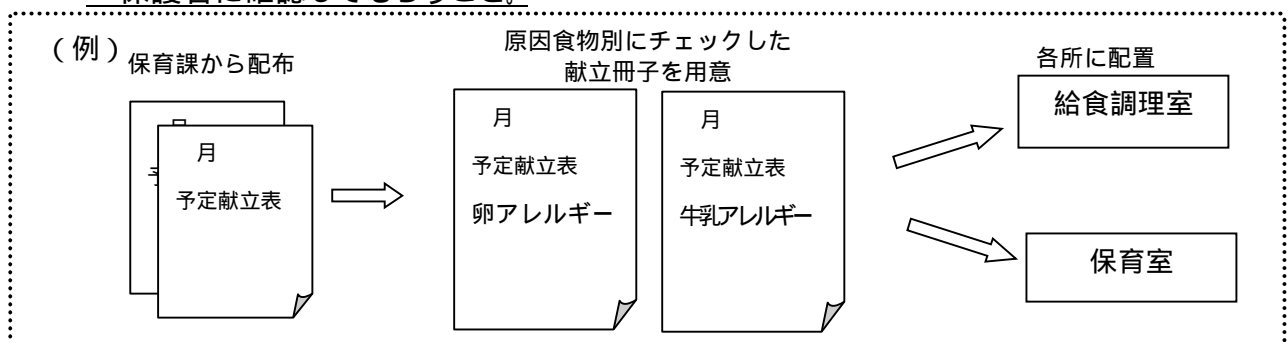 保護者に確認してもらうこと。
(例)
保育課から配布
月
予定献立表
原因食物別にチェックした
献立冊子を用意
月
予定献立表
卵アレルギー
月
予定献立表
牛乳アレルギー
各所に配置
給食調理室
保育室